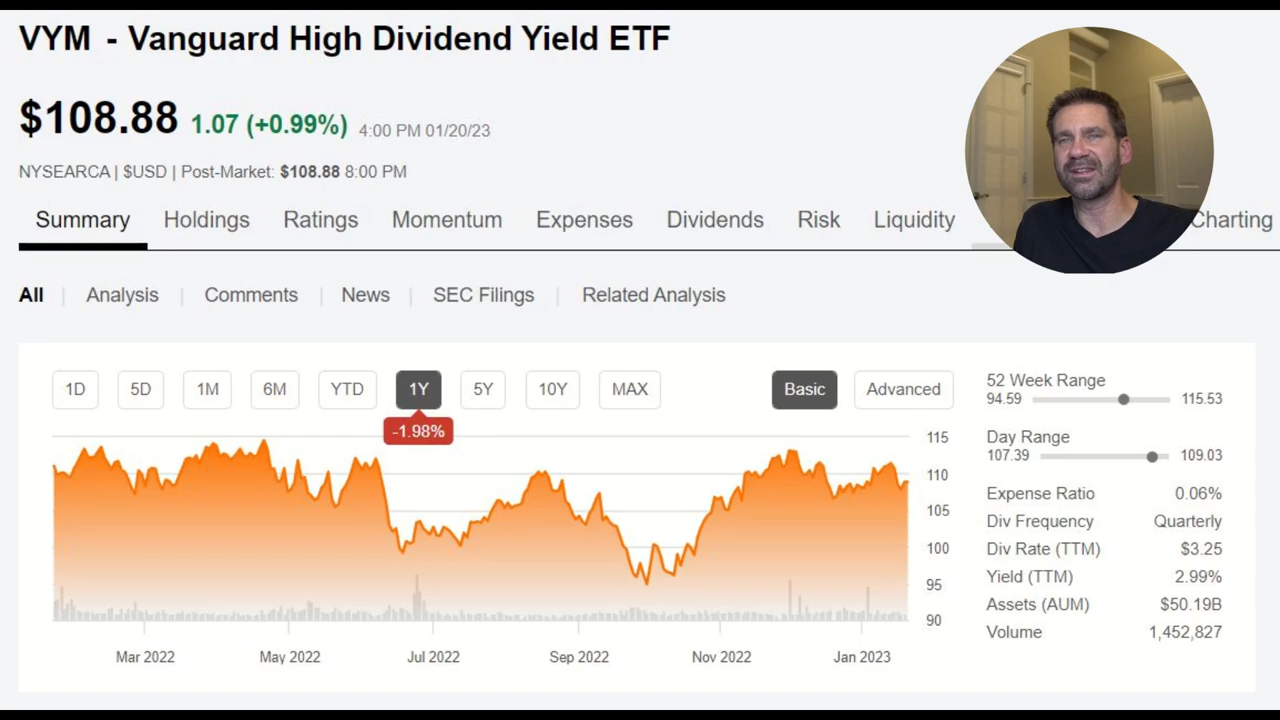 VYM - Vanguard High Dividend Yield ETF
$108.88 1.07 (+0.99%) 4:00 PM 01/20/23
NYSEARCA | $USD | Post-Market: $108.88 8:00 PM
Summary Holdings Ratings Momentum Expenses Dividends Risk Liquidity Charting
All | Analysis | Comments | News | SEC Filings | Related Analysis
1D 5D 1M 6M YTD 1Y 5Y 10Y MAX Basic Advanced
-1.98%
52 Week Range
94.59 115.53
Day Range
107.39 109.03
Expense Ratio 0.06%
Div Frequency Quarterly
Div Rate (TTM) $3.25
Yield (TTM) 2.99%
Assets (AUM) $50.19B
Volume 1,452,827
115
110
105
100
95
90
Mar 2022 May 2022 Jul 2022 Sep 2022 Nov 2022 Jan 2023